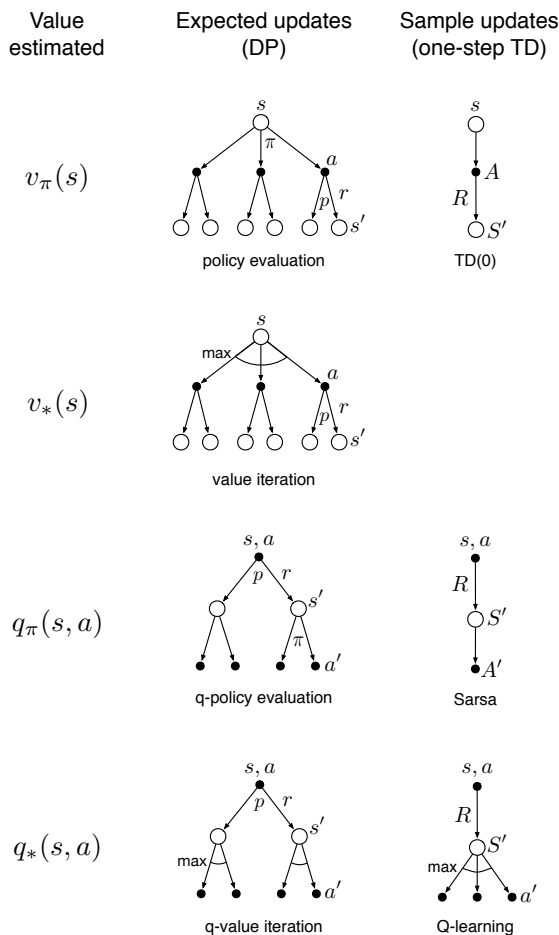 Value estimated
Expected updates (DP)
Sample updates (one-step TD)
v_π(s)
s
π
a
p
r
s′
policy evaluation
s
A
R
S′
TD(0)
v_*(s)
s
max
a
p
r
s′
value iteration
q_π(s, a)
s, a
p
r
s′
π
a′
q-policy evaluation
s, a
R
S′
A′
Sarsa
q_*(s, a)
s, a
p
r
s′
max
a′
q-value iteration
s, a
R
S′
max
a′
Q-learning